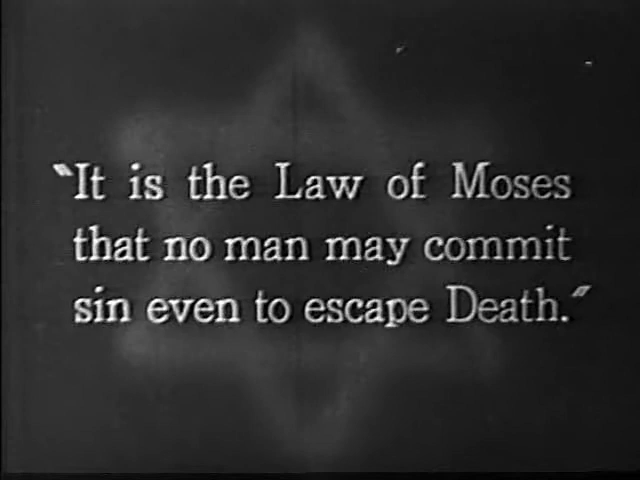 "It is the Law of Moses
that no man may commit
sin even to escape Death."